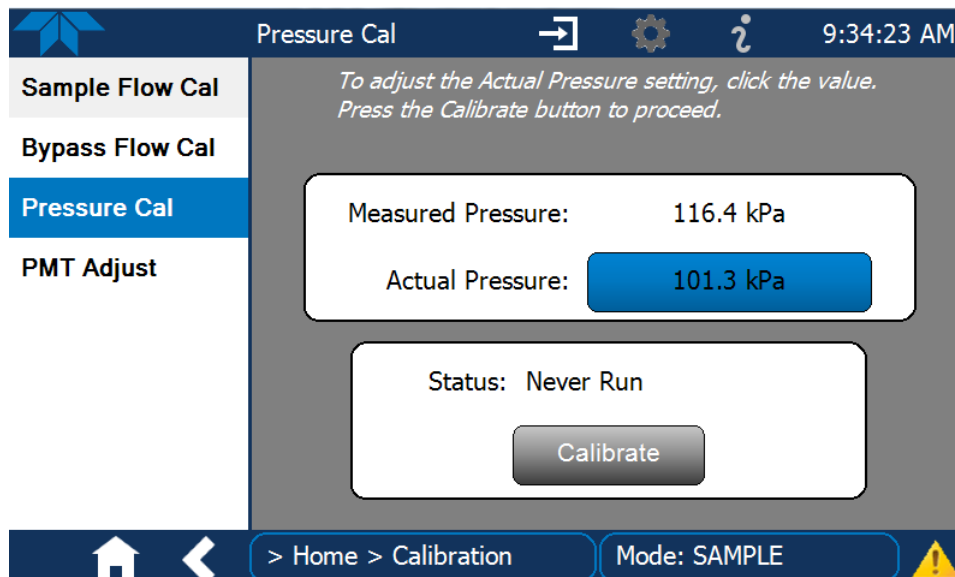 Pressure Cal
9:34:23 AM
Sample Flow Cal
Bypass Flow Cal
Pressure Cal
PMT Adjust
To adjust the Actual Pressure setting, click the value.
Press the Calibrate button to proceed.
Measured Pressure: 116.4 kPa
Actual Pressure: 101.3 kPa
Status: Never Run
Calibrate
> Home > Calibration
Mode: SAMPLE